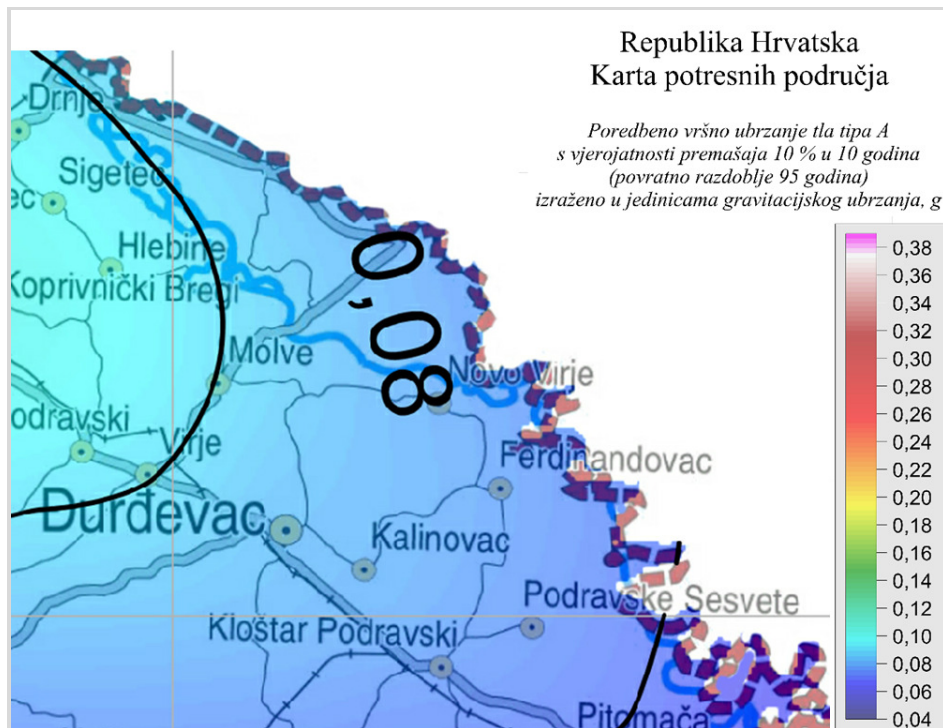 Republika Hrvatska
Karta potresnih područja
Poredbeno vršno ubrzanje tla tipa A
s vjerojatnosti premašaja 10 % u 10 godina
(povratno razdoblje 95 godina)
izraženo u jedinicama gravitacijskog ubrzanja, g
Drnje
Sigetec
ec
Hlebine
Koprivnički Bregi
0,08
Molve
Novo Virje
odravski
Virje
Ferdinandovac
Đurđevac
Kalinovac
Podravske Sesvete
Kloštar Podravski
Pitomača
0,38
0,36
0,34
0,32
0,30
0,28
0,26
0,24
0,22
0,20
0,18
0,16
0,14
0,12
0,10
0,08
0,06
0,04